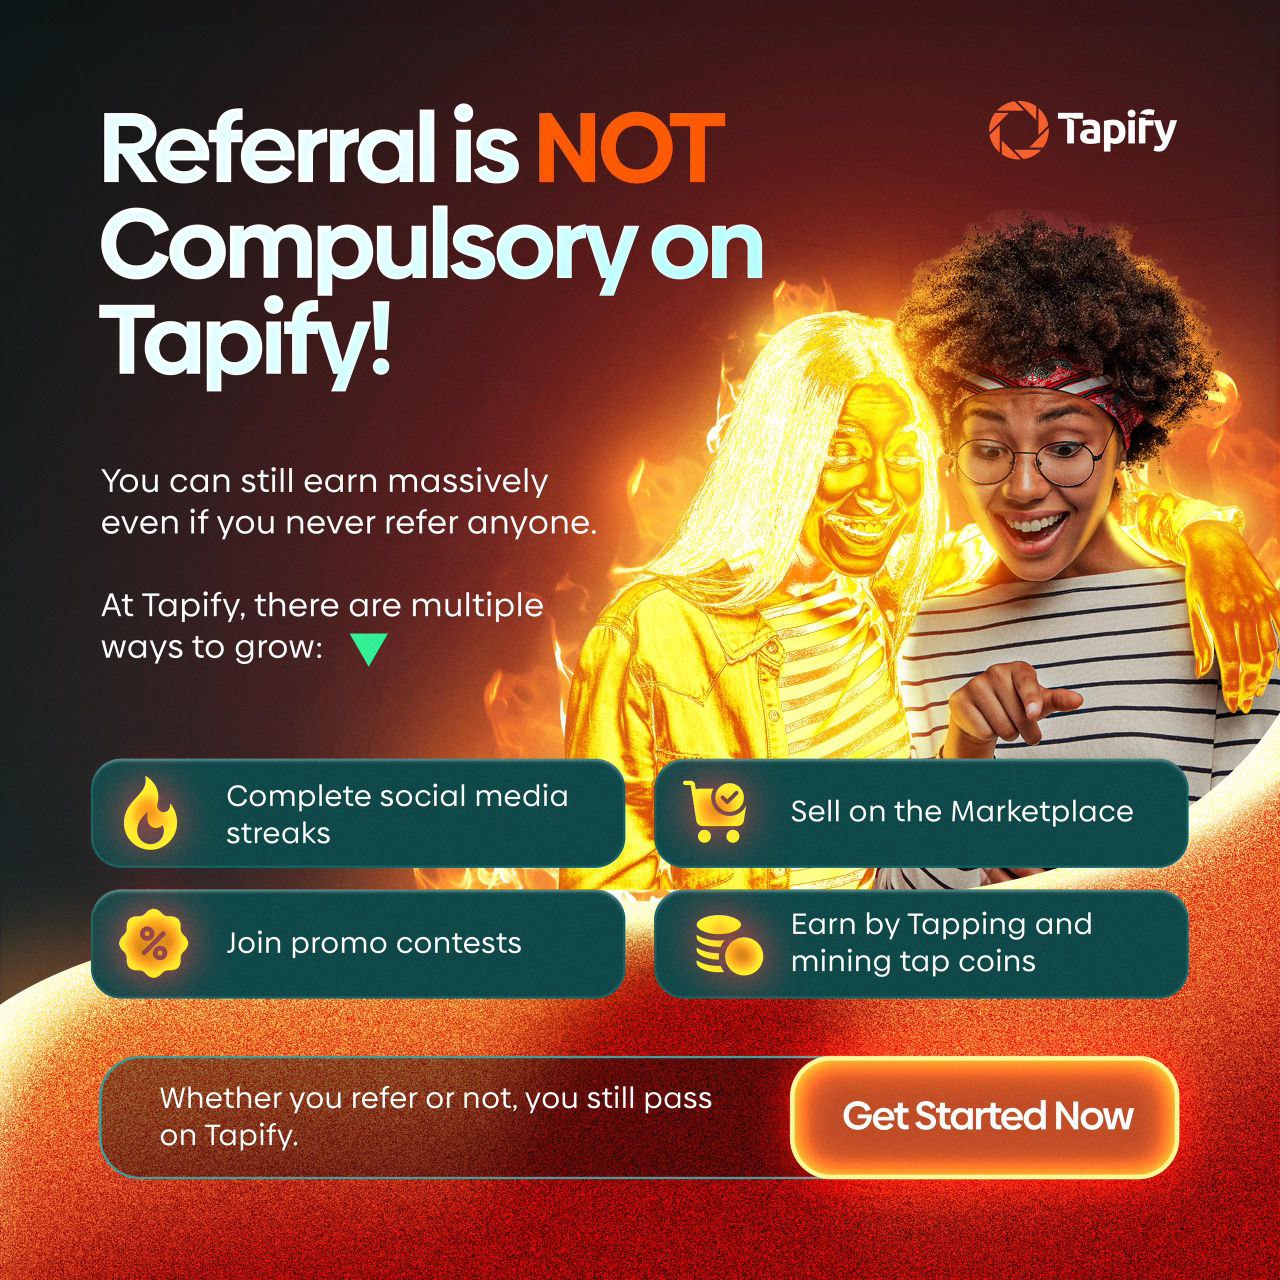 Referral is NOT
Compulsory on
Tapify!
Tapify
You can still earn massively
even if you never refer anyone.
At Tapify, there are multiple
ways to grow:
Complete social media
streaks
Sell on the Marketplace
Join promo contests
Earn by Tapping and
mining tap coins
Whether you refer or not, you still pass
on Tapify.
Get Started Now